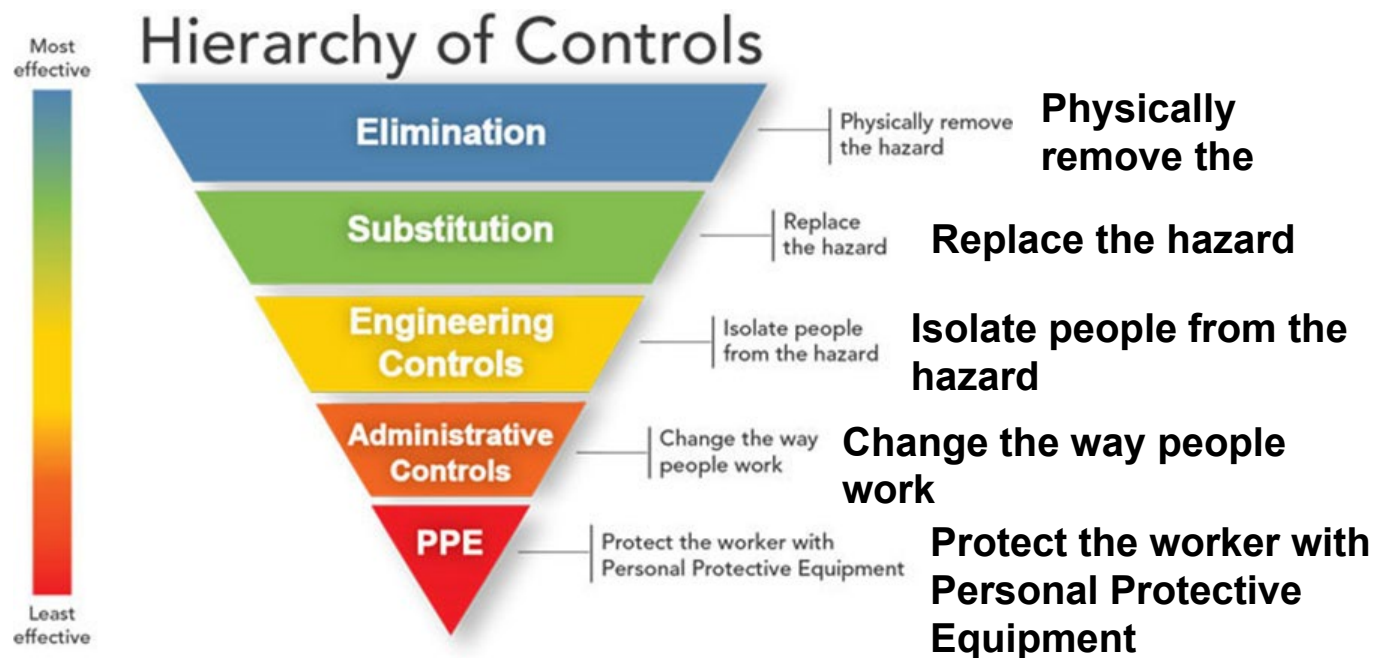 Hierarchy of Controls
Most
effective
Elimination
Physically remove
the hazard
Physically
remove the
Substitution
Replace
the hazard
Replace the hazard
Engineering
Controls
Isolate people
from the hazard
Isolate people from the
hazard
Administrative
Controls
Change the way
people work
Change the way people
work
PPE
Protect the worker with
Personal Protective Equipment
Protect the worker with
Personal Protective
Equipment
Least
effective